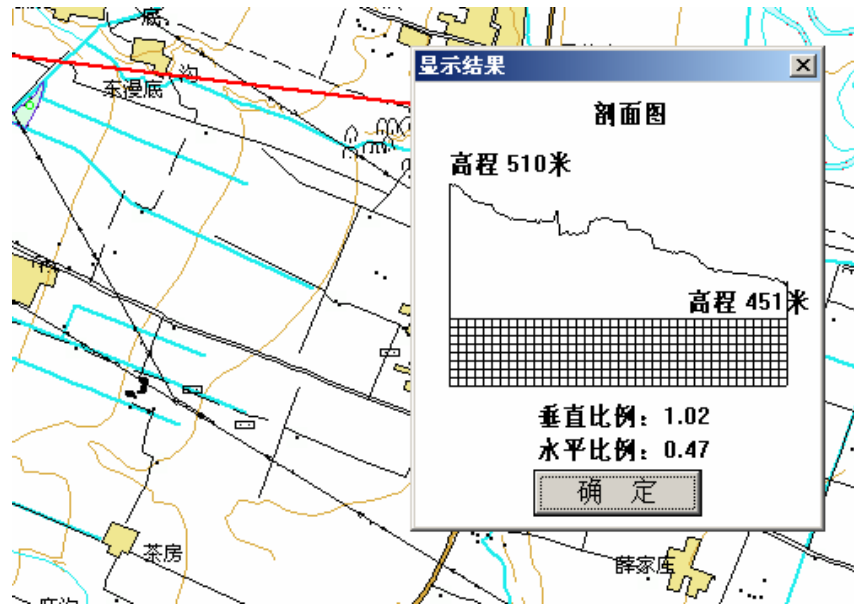 底
沟
东漫底
茶房
薛家庄
显示结果
剖面图
高程 510米
高程 451米
垂直比例：1.02
水平比例：0.47
确 定